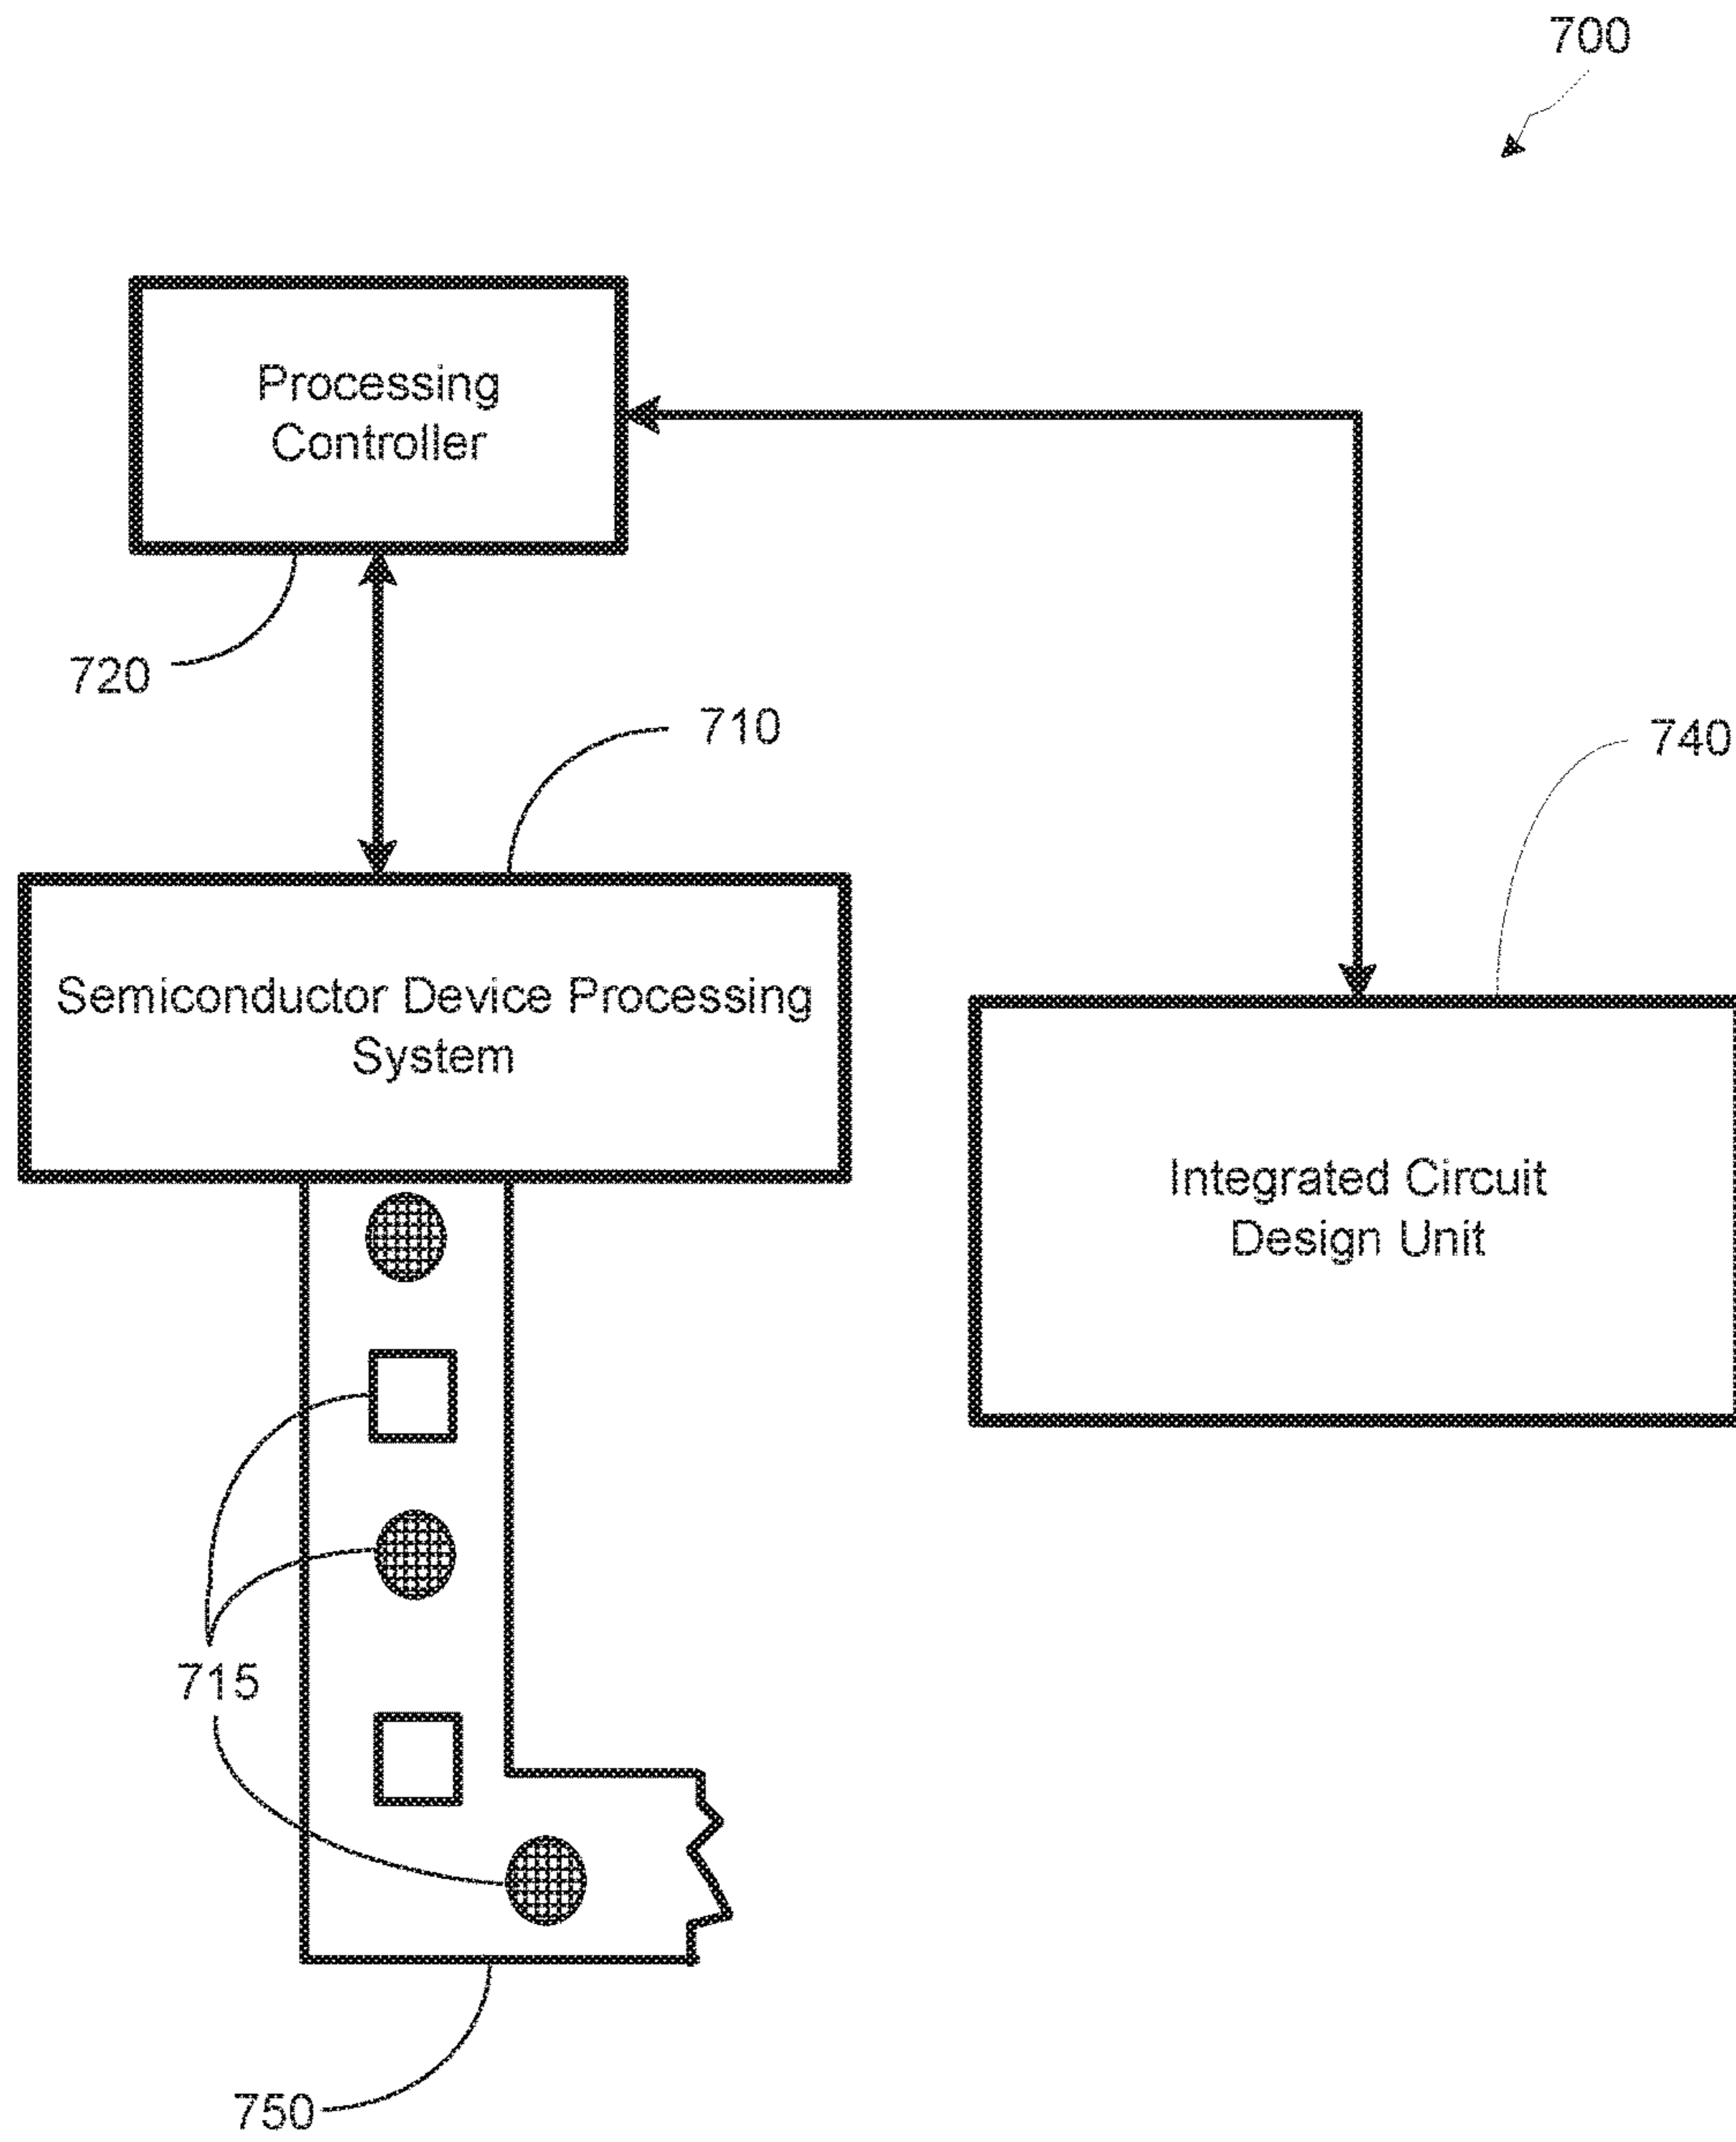 700
Processing
Controller
720
710
740
Semiconductor Device Processing
System
Integrated Circuit
Design Unit
715
750